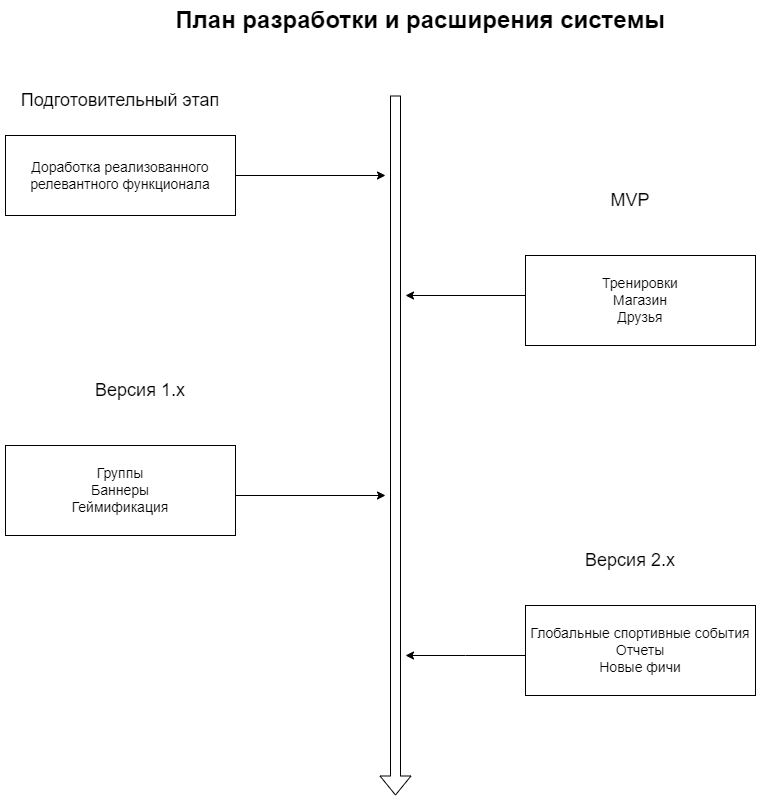 План разработки и расширения системы
Подготовительный этап
Доработка реализованного
релевантного функционала
MVP
Тренировки
Магазин
Друзья
Версия 1.x
Группы
Баннеры
Геймификация
Версия 2.x
Глобальные спортивные события
Отчеты
Новые фичи